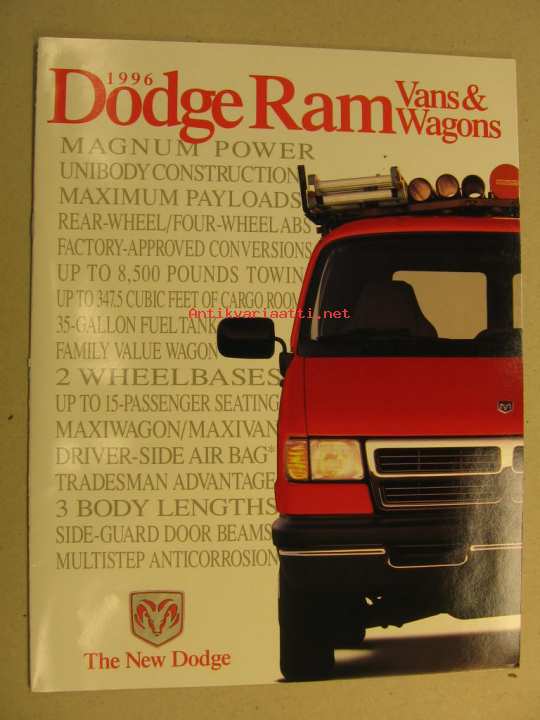 1996
Dodge Ram Vans &
Wagons
MAGNUM POWER
UNIBODY CONSTRUCTION
MAXIMUM PAYLOADS
REAR-WHEEL/FOUR-WHEEL ABS
FACTORY-APPROVED CONVERSIONS
UP TO 8,500 POUNDS TOWIN
UP TO 347.5 CUBIC FEET OF CARGO ROOM
Antikvariaatti.net
35-GALLON FUEL TANK
FAMILY VALUE WAGON
2 WHEELBASES
UP TO 15-PASSENGER SEATING
MAXIWAGON/MAXIVAN
DRIVER-SIDE AIR BAG*
TRADESMAN ADVANTAGE
3 BODY LENGTHS
SIDE-GUARD DOOR BEAMS
MULTISTEP ANTICORROSION
The New Dodge